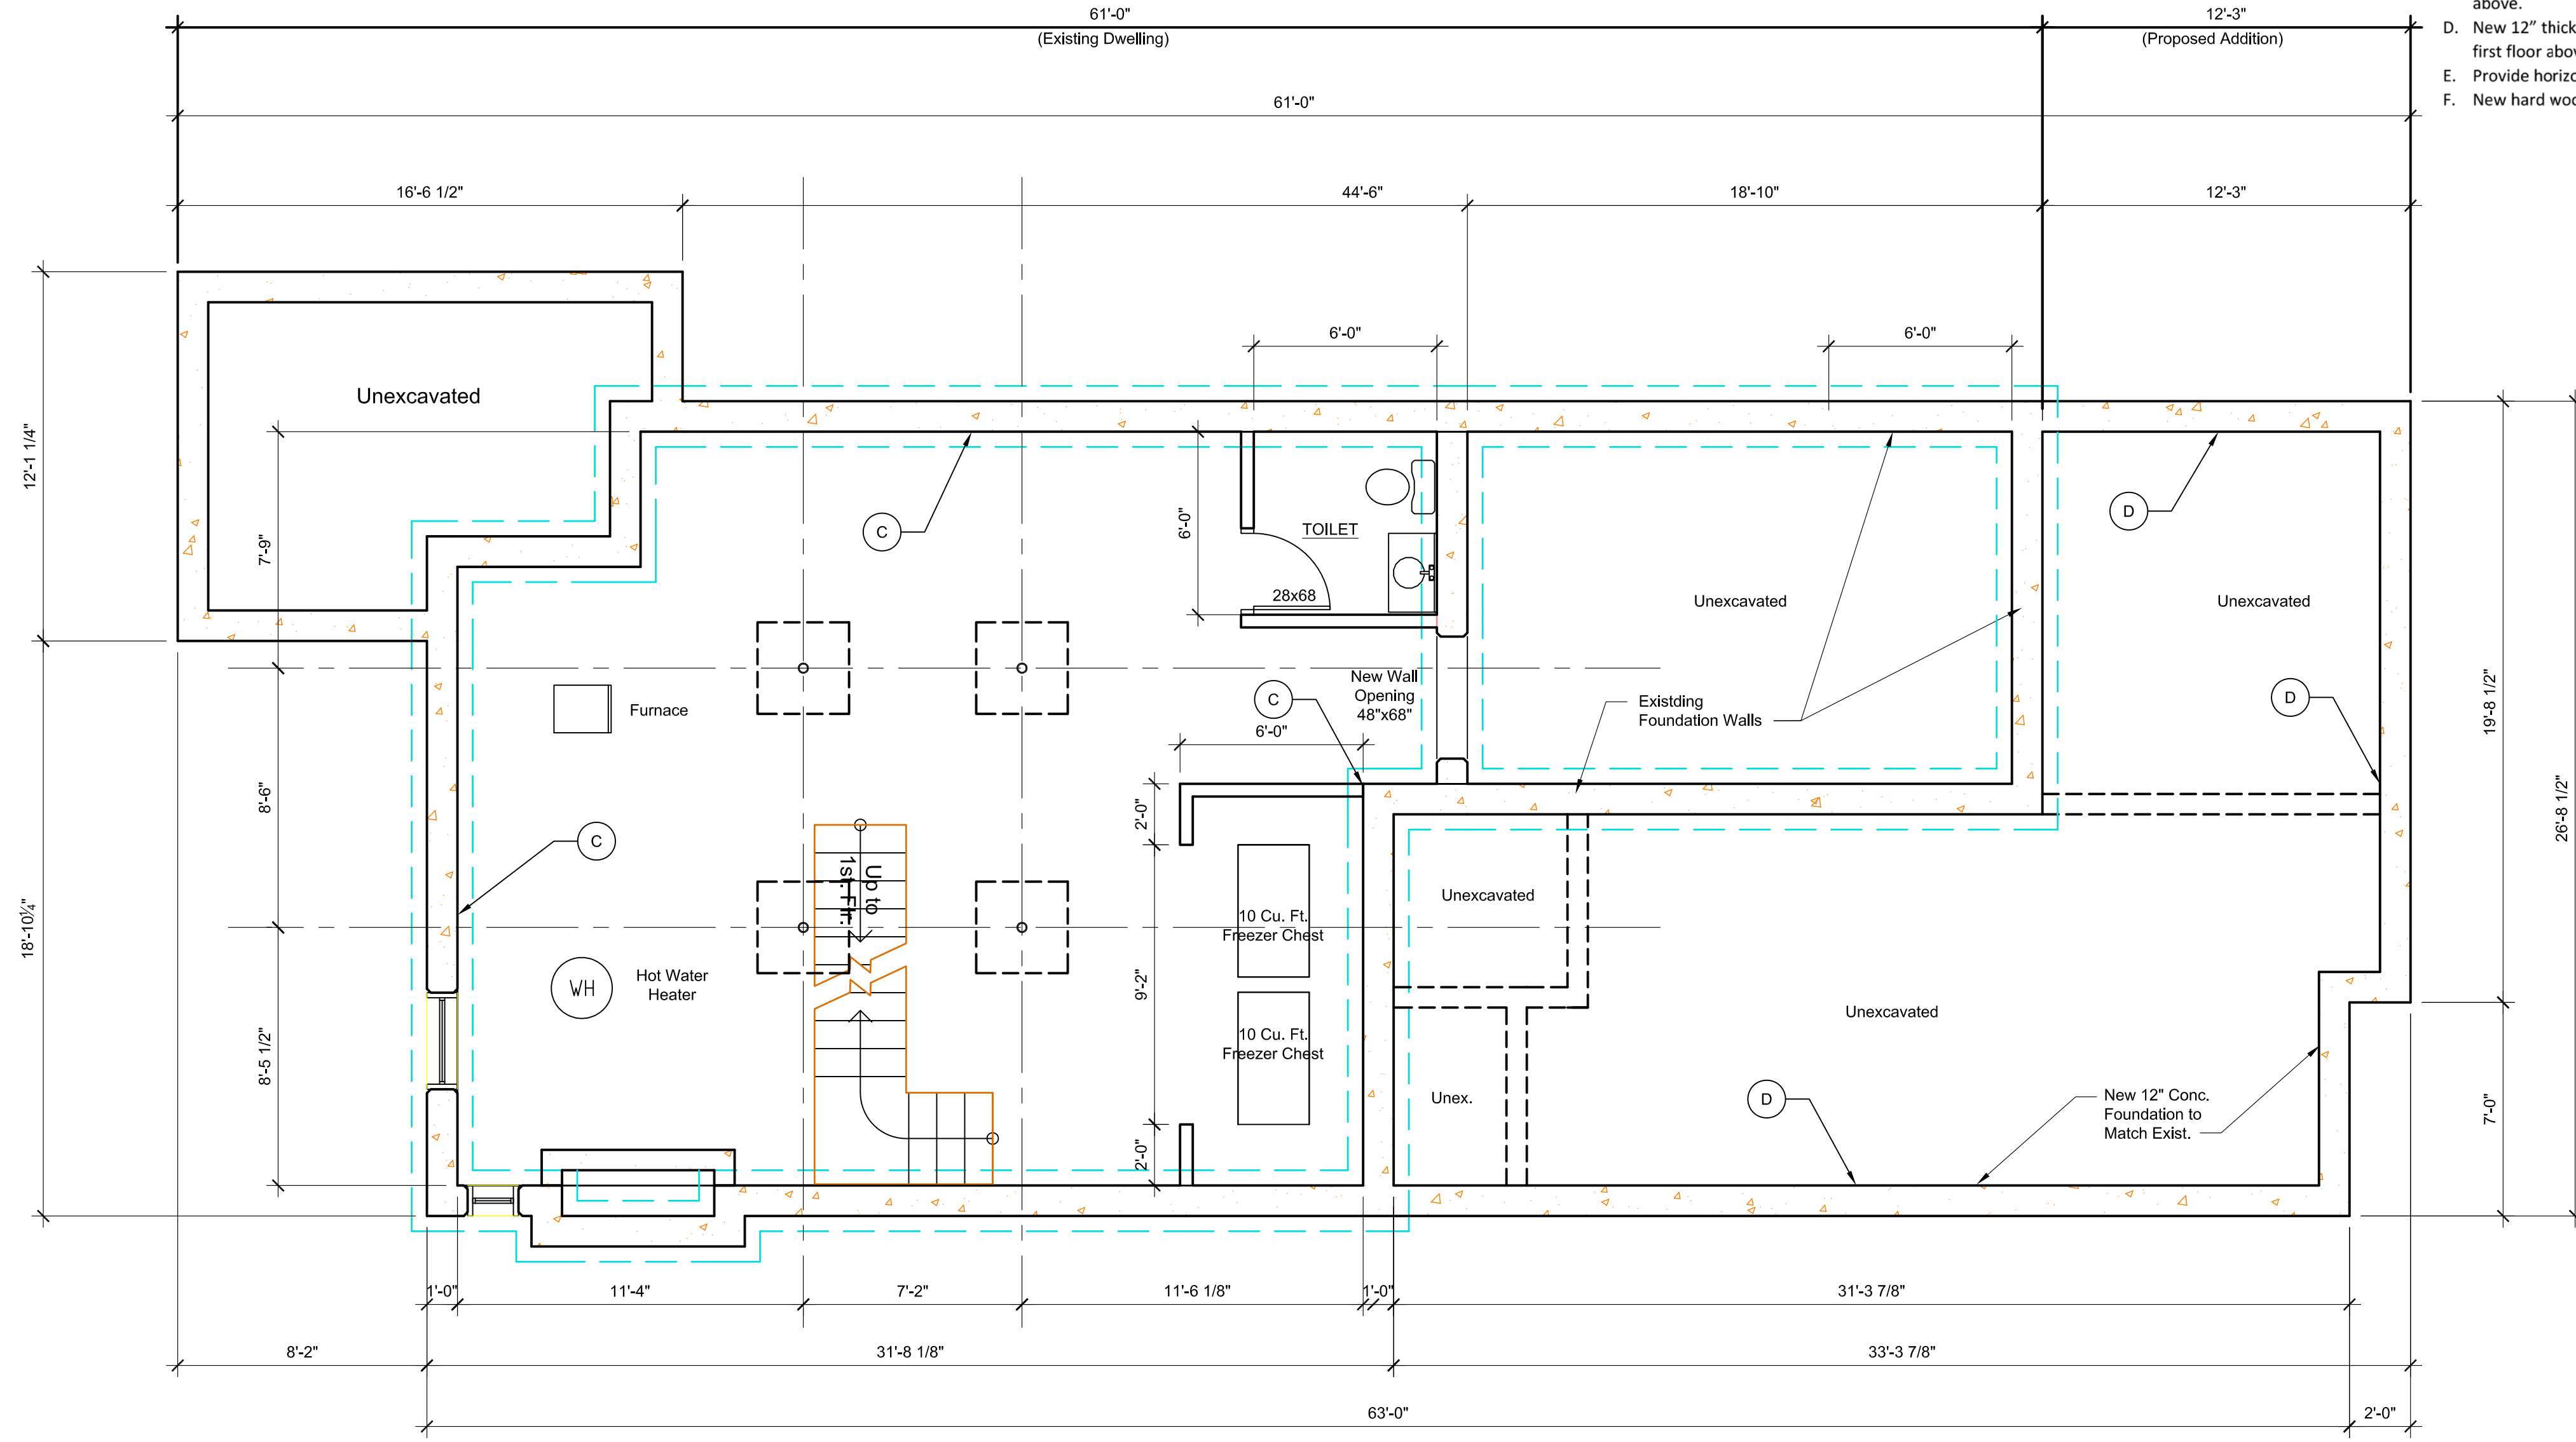 61'-0"
(Existing Dwelling)
12'-3"
(Proposed Addition)
above.
D. New 12" thick
first floor abov
E. Provide horizo
F. New hard woo
61'-0"
16'-6 1/2"
44'-6"
18'-10"
12'-3"
6'-0"
6'-0"
12'-1 1/4"
Unexcavated
7'-9"
C
6'-0"
TOILET
28x68
Unexcavated
D
Unexcavated
Furnace
C
New Wall
Opening
48"x68"
6'-0"
Existding
Foundation Walls
D
19'-8 1/2"
26'-8 1/2"
8'-6"
C
2'-0"
Up to
1st. Flr.
10 Cu. Ft.
Freezer Chest
Unexcavated
18'-10¼"
WH
Hot Water
Heater
9'-2"
Unexcavated
8'-5 1/2"
10 Cu. Ft.
Freezer Chest
Unex.
D
New 12" Conc.
Foundation to
Match Exist.
7'-0"
2'-0"
1'-0"
11'-4"
7'-2"
11'-6 1/8"
1'-0"
31'-3 7/8"
8'-2"
31'-8 1/8"
33'-3 7/8"
63'-0"
2'-0"